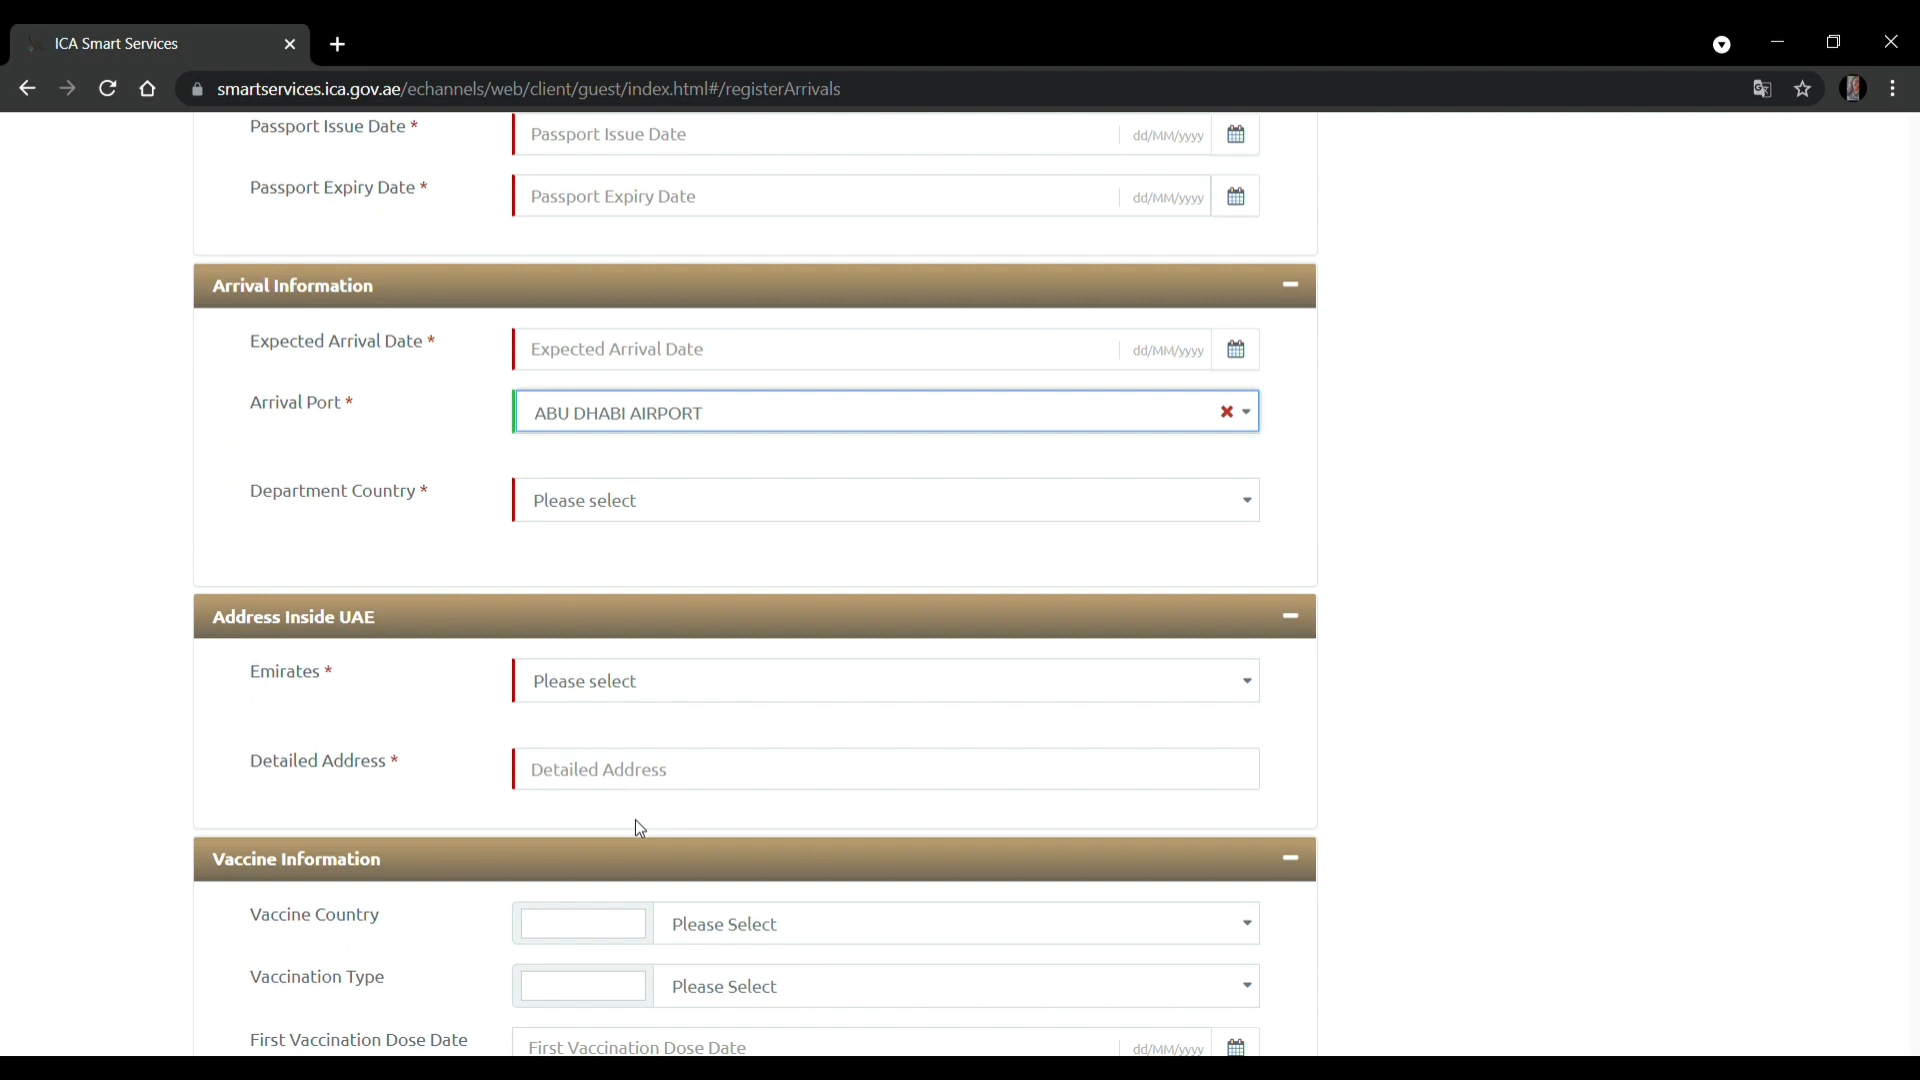 ICA Smart Services
smartservices.ica.gov.ae/echannels/web/client/guest/index.html#/registerArrivals
Passport Issue Date * Passport Issue Date dd/MM/yyyy
Passport Expiry Date * Passport Expiry Date dd/MM/yyyy
Arrival Information
Expected Arrival Date * Expected Arrival Date dd/MM/yyyy
Arrival Port * ABU DHABI AIRPORT
Department Country * Please select
Address Inside UAE
Emirates * Please select
Detailed Address * Detailed Address
Vaccine Information
Vaccine Country Please Select
Vaccination Type Please Select
First Vaccination Dose Date First Vaccination Dose Date dd/MM/yyyy